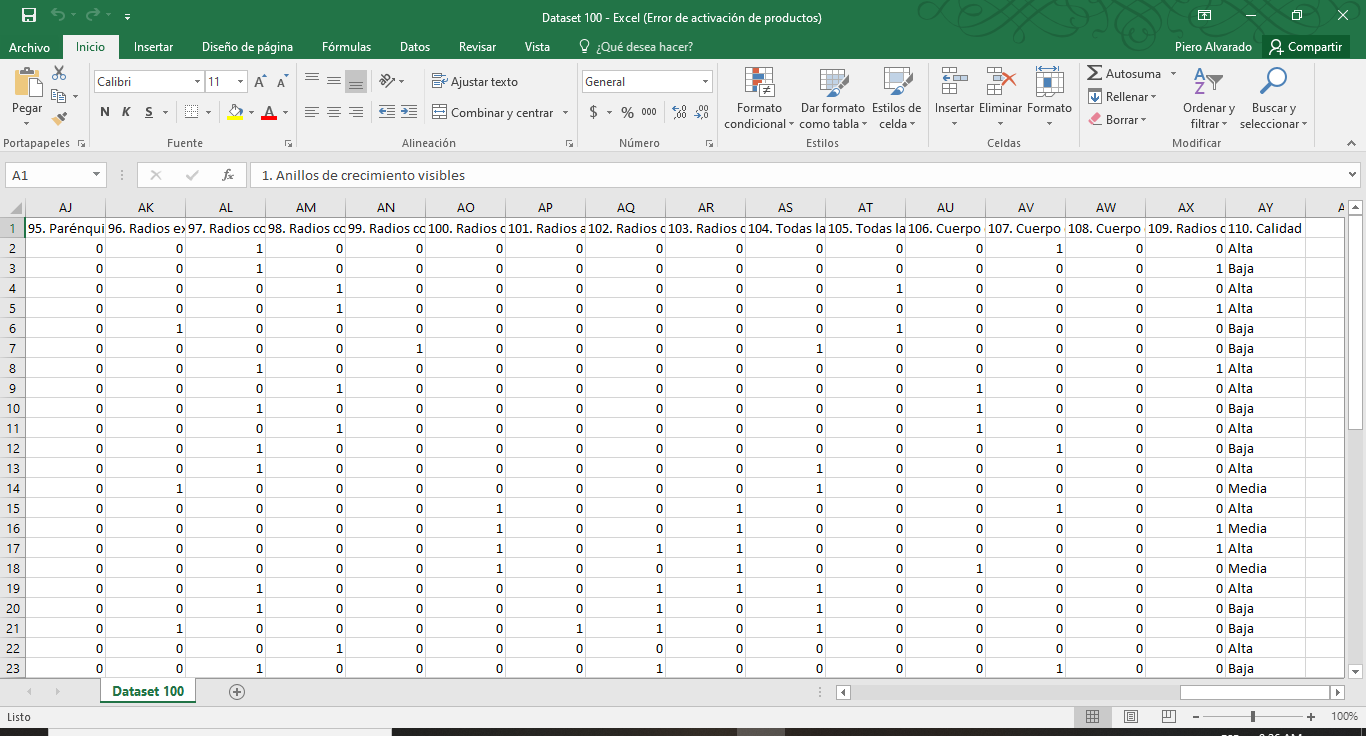 Dataset 100 - Excel (Error de activación de productos)
Archivo Inicio Insertar Diseño de página Fórmulas Datos Revisar Vista ¿Qué desea hacer? Piero Alvarado Compartir
Calibri 11 Ajustar texto General Autosuma
Pegar N K S Combinar y centrar $ % 000 Formato condicional Dar formato como tabla Estilos de celda Insertar Eliminar Formato Rellenar Borrar Ordenar y filtrar Buscar y seleccionar
Portapapeles Fuente Alineación Número Estilos Celdas Modificar
A1 fx 1. Anillos de crecimiento visibles
AJ AK AL AM AN AO AP AQ AR AS AT AU AV AW AX AY
1 95. Parénqui 96. Radios ex 97. Radios co 98. Radios co 99. Radios co 100. Radios c 101. Radios a 102. Radios c 103. Radios c 104. Todas la 105. Todas la 106. Cuerpo 107. Cuerpo 108. Cuerpo 109. Radios c 110. Calidad
2 0 0 1 0 0 0 0 0 0 0 0 0 1 0 0 Alta
3 0 0 1 0 0 0 0 0 0 0 0 0 0 0 1 Baja
4 0 0 0 1 0 0 0 0 0 0 1 0 0 0 0 Alta
5 0 0 0 1 0 0 0 0 0 0 0 0 0 0 1 Alta
6 0 1 0 0 0 0 0 0 0 0 1 0 0 0 0 Baja
7 0 0 0 0 1 0 0 0 0 1 0 0 0 0 0 Baja
8 0 0 1 0 0 0 0 0 0 0 0 0 0 0 1 Alta
9 0 0 0 1 0 0 0 0 0 0 0 1 0 0 0 Alta
10 0 0 1 0 0 0 0 0 0 0 0 1 0 0 0 Baja
11 0 0 0 1 0 0 0 0 0 0 0 1 0 0 0 Alta
12 0 0 1 0 0 0 0 0 0 0 0 0 1 0 0 Baja
13 0 0 1 0 0 0 0 0 0 1 0 0 0 0 0 Alta
14 0 1 0 0 0 0 0 0 0 1 0 0 0 0 0 Media
15 0 0 0 0 0 1 0 0 1 0 0 0 1 0 0 Alta
16 0 0 0 0 0 1 0 0 1 0 0 0 0 0 1 Media
17 0 0 0 0 0 1 0 1 1 0 0 0 0 0 1 Alta
18 0 0 0 0 0 1 0 0 1 0 0 1 0 0 0 Media
19 0 0 1 0 0 0 0 1 1 1 0 0 0 0 0 Alta
20 0 0 1 0 0 0 0 1 0 1 0 0 0 0 0 Baja
21 0 1 0 0 0 0 1 1 0 1 0 0 0 0 0 Baja
22 0 0 0 1 0 0 0 0 0 0 0 0 0 0 0 Alta
23 0 0 1 0 0 0 0 1 0 0 0 0 1 0 0 Baja
Dataset 100
Listo 100%